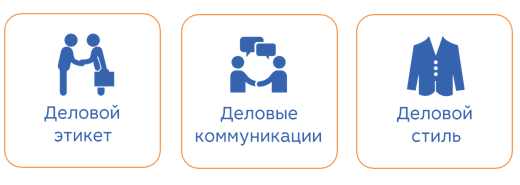 Деловой
этикет
Деловые
коммуникации
Деловой
стиль